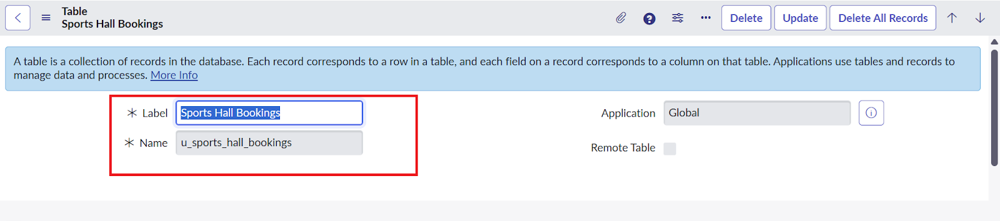 Table
Sports Hall Bookings
Delete
Update
Delete All Records
A table is a collection of records in the database. Each record corresponds to a row in a table, and each field on a record corresponds to a column on that table. Applications use tables and records to
manage data and processes. More Info
Label Sports Hall Bookings
Name u_sports_hall_bookings
Application Global
Remote Table